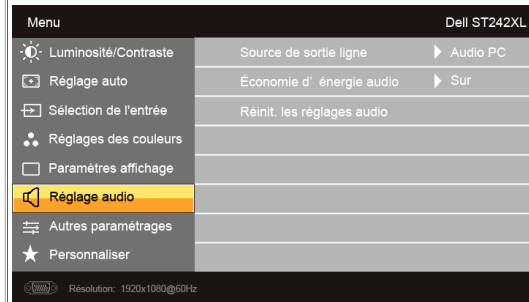 Menu Dell ST242XL
Luminosité/Contraste Source de sortie ligne Audio PC
Réglage auto Économie d' énergie audio Sur
Sélection de l'entrée Réinit. les réglages audio
Réglages des couleurs
Paramètres affichage
Réglage audio
Autres paramétrages
Personnaliser
Résolution: 1920x1080@60Hz